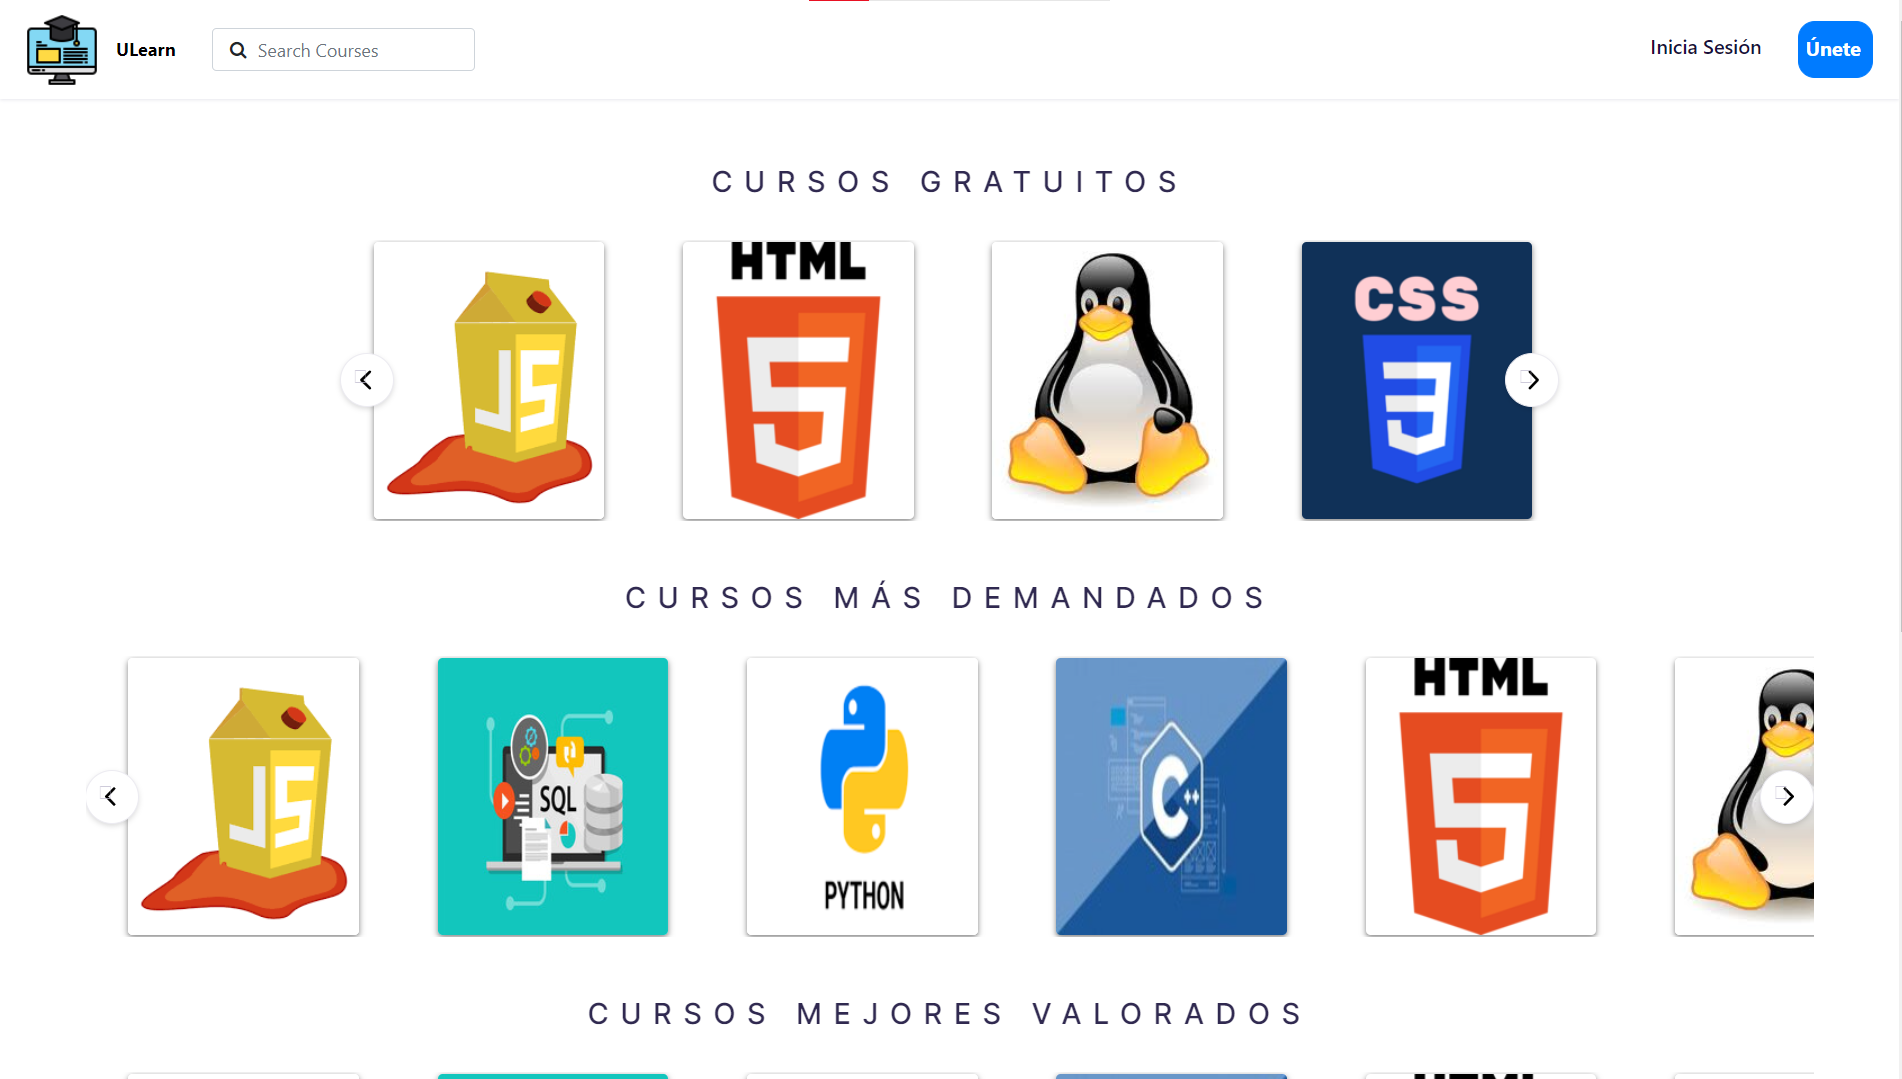 ULearn
Search Courses
Inicia Sesión
Únete
CURSOS GRATUITOS
JS
HTML
5
CSS
3
CURSOS MÁS DEMANDADOS
JS
SQL
PYTHON
C++
HTML
5
CURSOS MEJORES VALORADOS